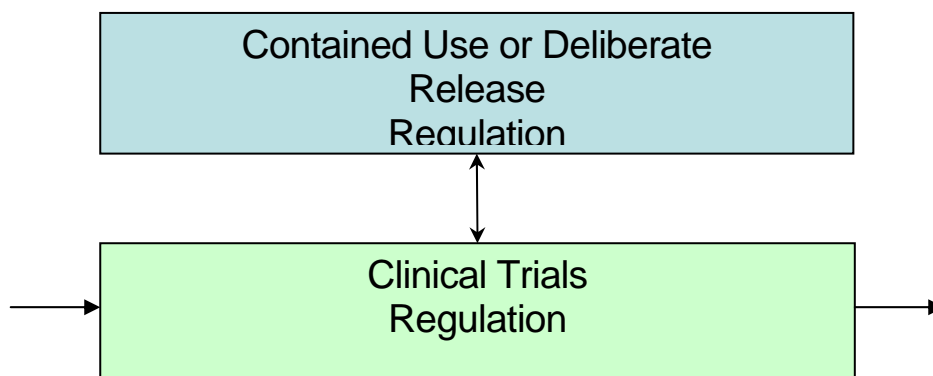 Contained Use or Deliberate
Release
Regulation
Clinical Trials
Regulation